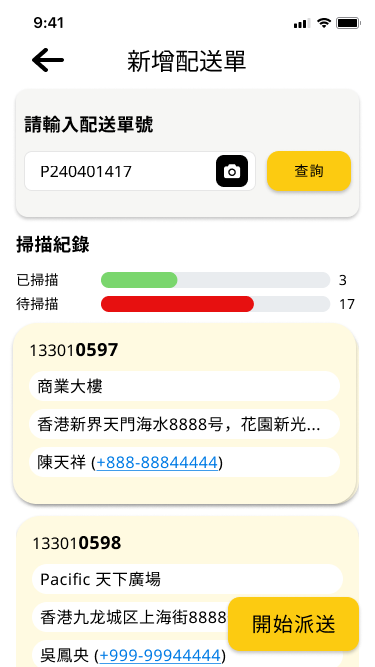 9:41
新增配送單
請輸入配送單號
P240401417
查詢
掃描紀錄
已掃描 3
待掃描 17
133010597
商業大樓
香港新界天門海水8888号，花園新光...
陳天祥 (+888-88844444)
133010598
Pacific 天下廣場
香港九龙城区上海街8888
吳鳳央 (+999-99944444)
開始派送